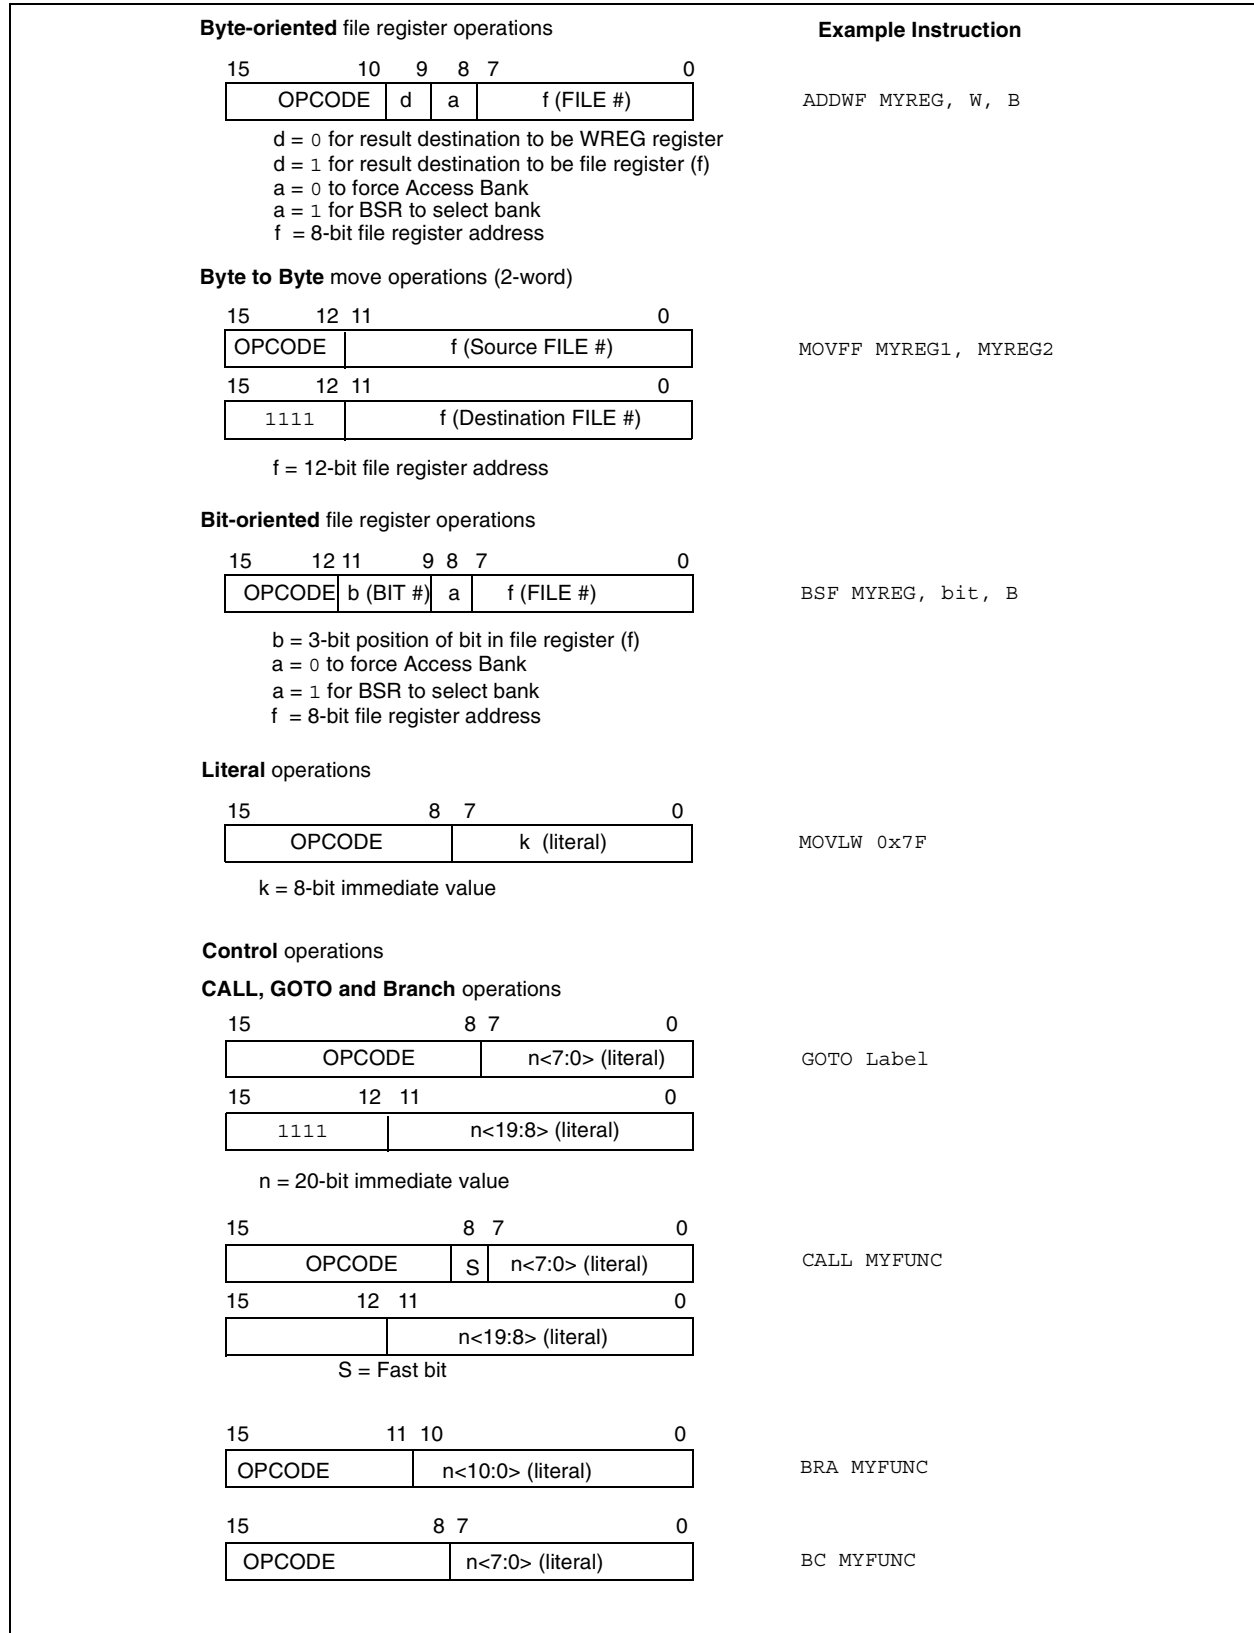 Byte-oriented file register operations Example Instruction
15 10 9 8 7 0
OPCODE d a f (FILE #) ADDWF MYREG, W, B
d = 0 for result destination to be WREG register
d = 1 for result destination to be file register (f)
a = 0 to force Access Bank
a = 1 for BSR to select bank
f = 8-bit file register address
Byte to Byte move operations (2-word)
15 12 11 0
OPCODE f (Source FILE #) MOVFF MYREG1, MYREG2
15 12 11 0
1111 f (Destination FILE #)
f = 12-bit file register address
Bit-oriented file register operations
15 12 11 9 8 7 0
OPCODE b (BIT #) a f (FILE #) BSF MYREG, bit, B
b = 3-bit position of bit in file register (f)
a = 0 to force Access Bank
a = 1 for BSR to select bank
f = 8-bit file register address
Literal operations
15 8 7 0
OPCODE k (literal) MOVLW 0x7F
k = 8-bit immediate value
Control operations
CALL, GOTO and Branch operations
15 8 7 0
OPCODE n<7:0> (literal) GOTO Label
15 12 11 0
1111 n<19:8> (literal)
n = 20-bit immediate value
15 8 7 0
OPCODE S n<7:0> (literal) CALL MYFUNC
15 12 11 0
n<19:8> (literal)
S = Fast bit
15 11 10 0
OPCODE n<10:0> (literal) BRA MYFUNC
15 8 7 0
OPCODE n<7:0> (literal) BC MYFUNC